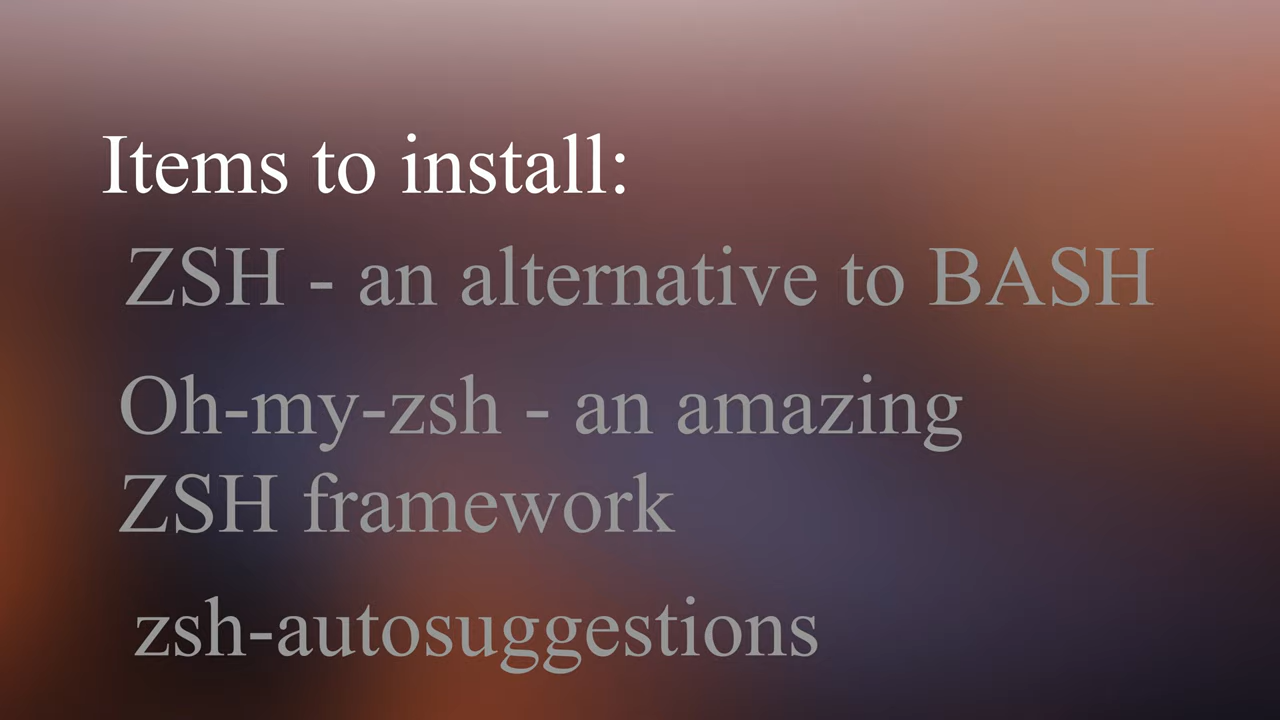 Items to install:
ZSH - an alternative to BASH
Oh-my-zsh - an amazing
ZSH framework
zsh-autosuggestions